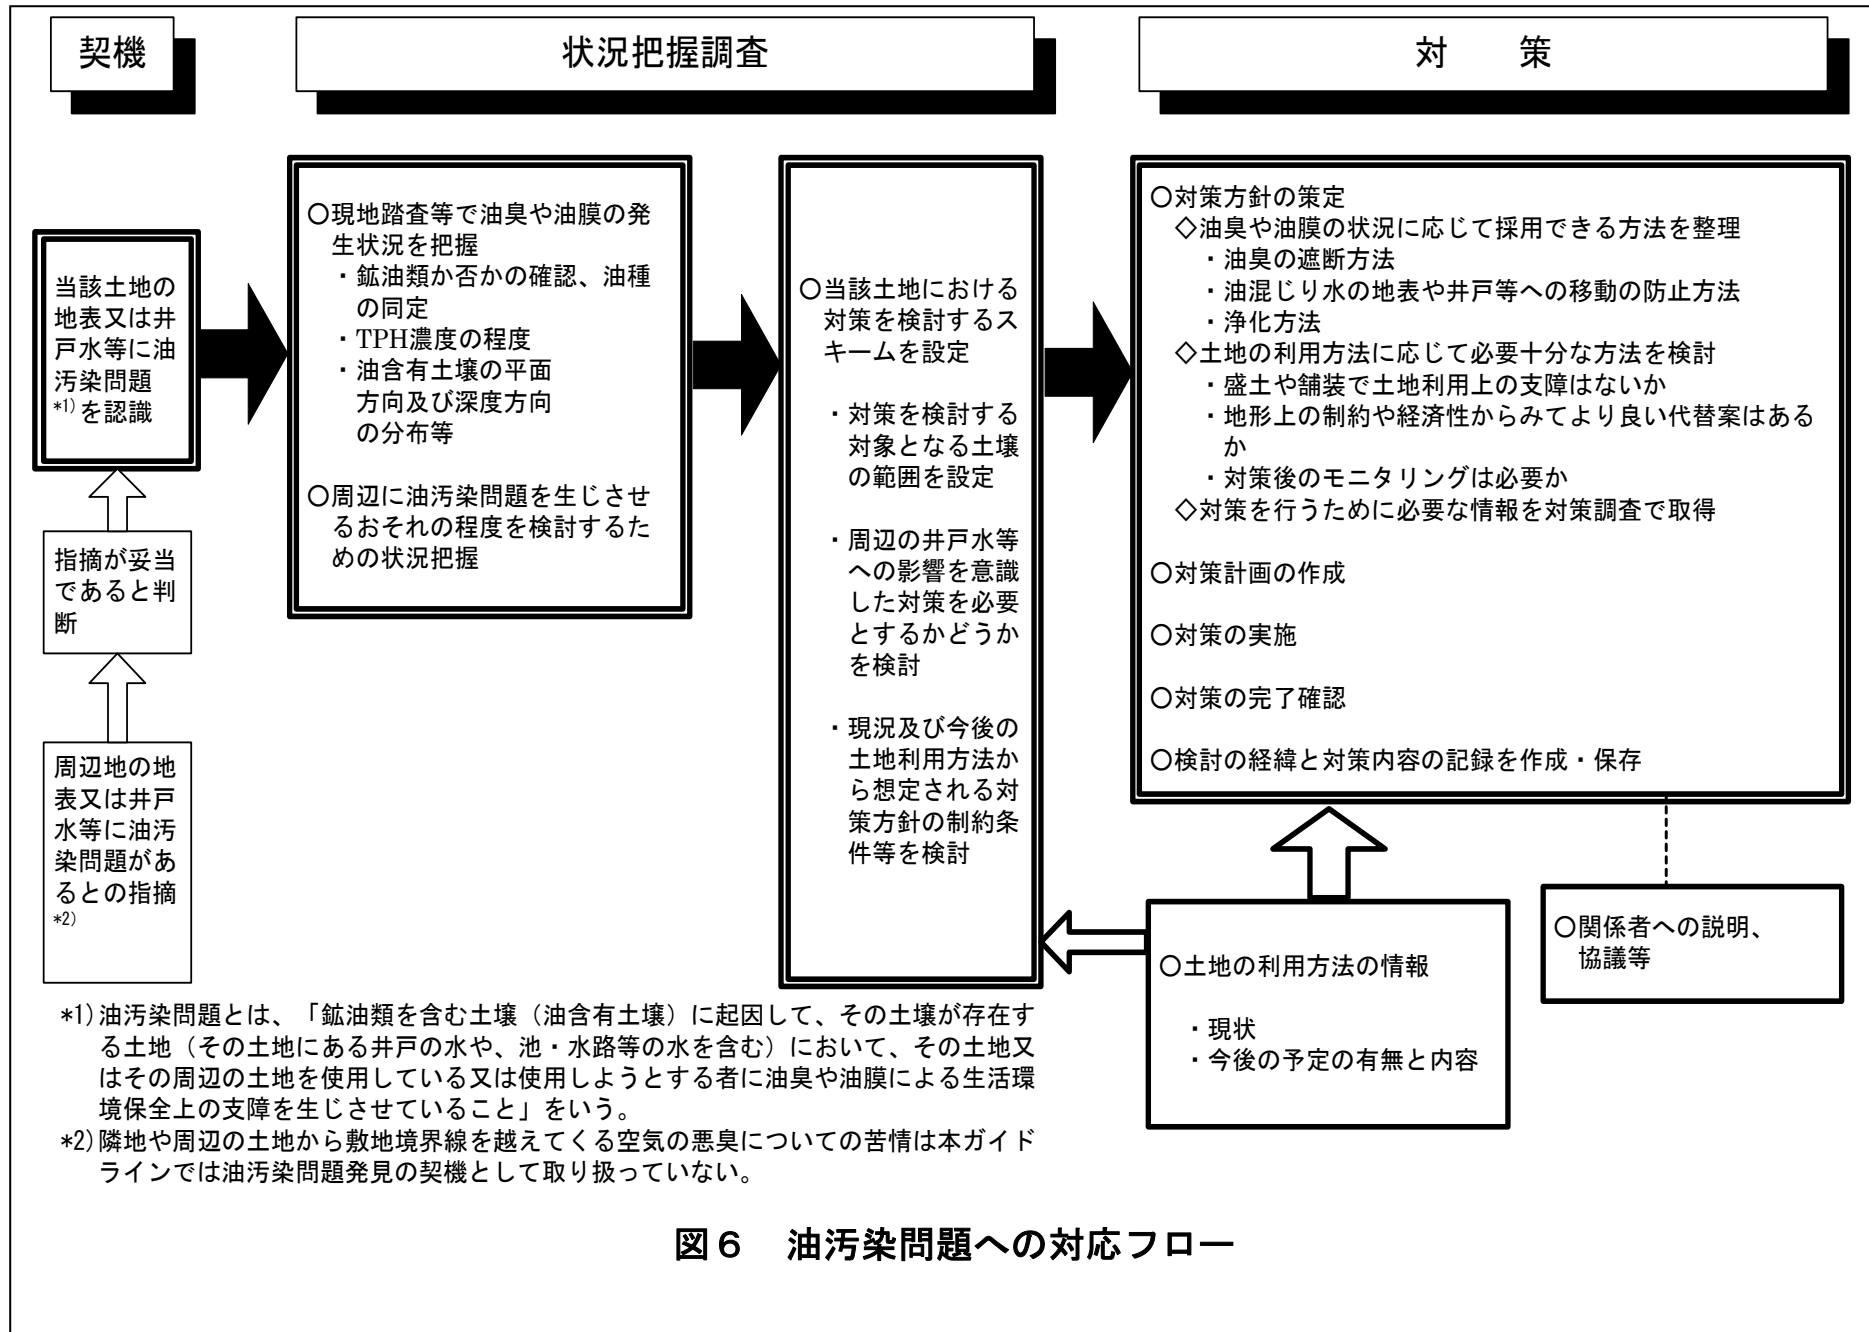 契機
状況把握調査
対　　策
当該土地の
地表又は井
戸水等に油
汚染問題
*1)を認識
指摘が妥当
であると判
断
周辺地の地
表又は井戸
水等に油汚
染問題があ
るとの指摘
*2)
〇現地踏査等で油臭や油膜の発
生状況を把握
・鉱油類か否かの確認、油種
の同定
・TPH濃度の程度
・油含有土壌の平面
方向及び深度方向
の分布等
〇周辺に油汚染問題を生じさせ
るおそれの程度を検討するた
めの状況把握
〇当該土地における
対策を検討するス
キームを設定
・対策を検討する
対象となる土壌
の範囲を設定
・周辺の井戸水等
への影響を意識
した対策を必要
とするかどうか
を検討
・現況及び今後の
土地利用方法か
ら想定される対
策方針の制約条
件等を検討
〇対策方針の策定
◇油臭や油膜の状況に応じて採用できる方法を整理
・油臭の遮断方法
・油混じり水の地表や井戸等への移動の防止方法
・浄化方法
◇土地の利用方法に応じて必要十分な方法を検討
・盛土や舗装で土地利用上の支障はないか
・地形上の制約や経済性からみてより良い代替案はある
か
・対策後のモニタリングは必要か
◇対策を行うために必要な情報を対策調査で取得
〇対策計画の作成
〇対策の実施
〇対策の完了確認
〇検討の経緯と対策内容の記録を作成・保存
〇土地の利用方法の情報
・現状
・今後の予定の有無と内容
〇関係者への説明、
協議等
*1)油汚染問題とは、「鉱油類を含む土壌（油含有土壌）に起因して、その土壌が存在す
る土地（その土地にある井戸の水や、池・水路等の水を含む）において、その土地又
はその周辺の土地を使用している又は使用しようとする者に油臭や油膜による生活環
境保全上の支障を生じさせていること」をいう。
*2)隣地や周辺の土地から敷地境界線を越えてくる空気の悪臭についての苦情は本ガイド
ラインでは油汚染問題発見の契機として取り扱っていない。
図６　油汚染問題への対応フロー